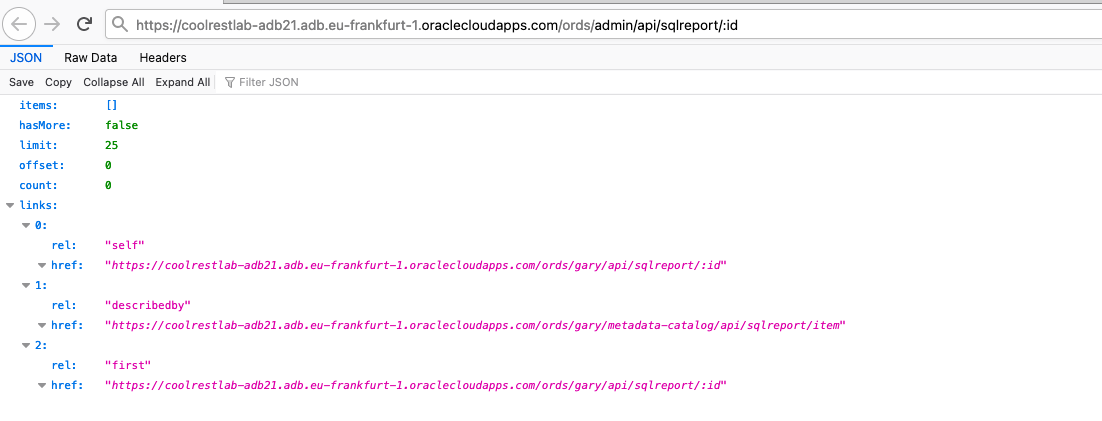 https://coolrestlab-adb21.adb.eu-frankfurt-1.oraclecloudapps.com/ords/admin/api/sqlreport/:id
JSON Raw Data Headers
Save Copy Collapse All Expand All Filter JSON
items: []
hasMore: false
limit: 25
offset: 0
count: 0
links:
0:
rel: "self"
href: "https://coolrestlab-adb21.adb.eu-frankfurt-1.oraclecloudapps.com/ords/gary/api/sqlreport/:id"
1:
rel: "describedby"
href: "https://coolrestlab-adb21.adb.eu-frankfurt-1.oraclecloudapps.com/ords/gary/metadata-catalog/api/sqlreport/item"
2:
rel: "first"
href: "https://coolrestlab-adb21.adb.eu-frankfurt-1.oraclecloudapps.com/ords/gary/api/sqlreport/:id"